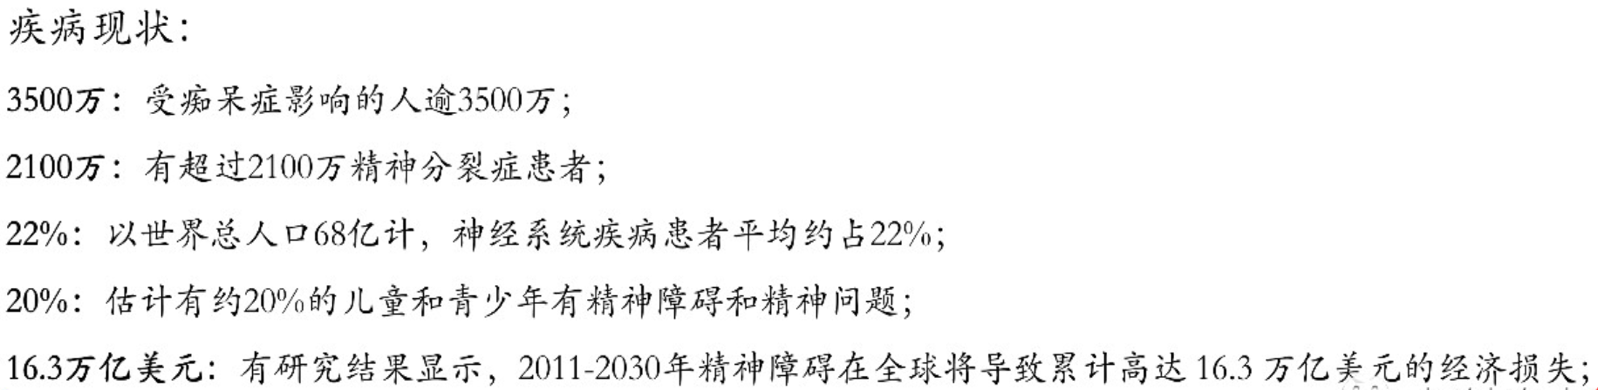 疾病现状：
3500万：受痴呆症影响的人逾3500万；
2100万：有超过2100万精神分裂症患者；
22%：以世界总人口68亿计，神经系统疾病患者平均约占22%；
20%：估计有约20%的儿童和青少年有精神障碍和精神问题；
16.3万亿美元：有研究结果显示，2011-2030年精神障碍在全球将导致累计高达 16.3 万亿美元的经济损失；